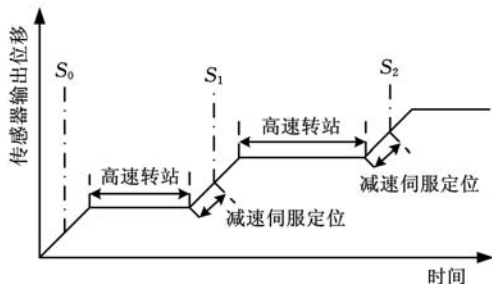 传感器输出位移
S₀
S₁
S₂
高速转站
高速转站
减速伺服定位
减速伺服定位
时间